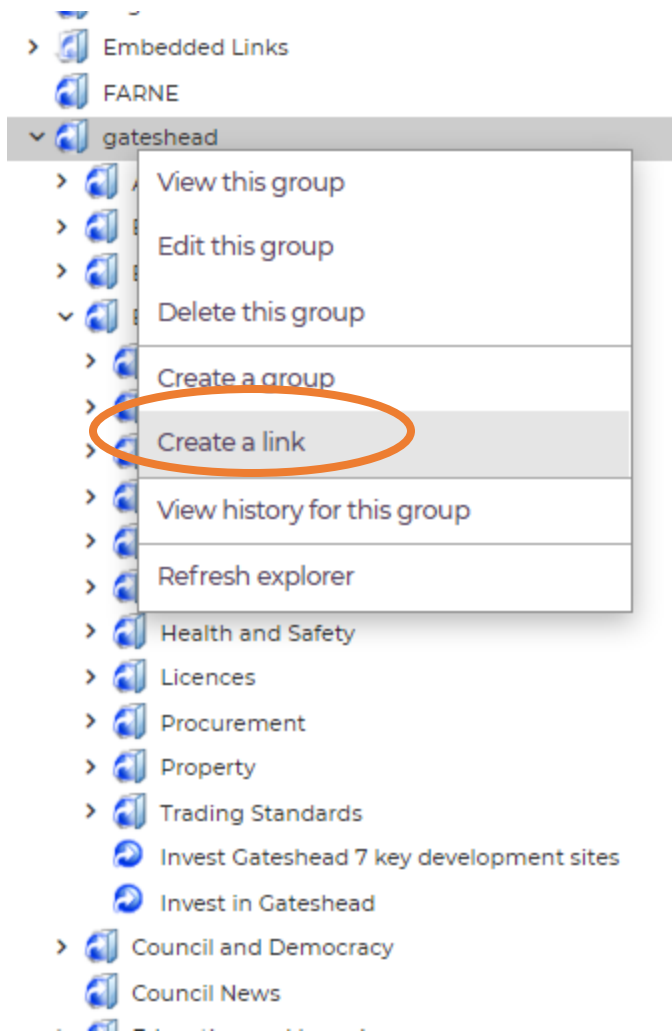 Embedded Links
FARNE
gateshead
View this group
Edit this group
Delete this group
Create a group
Create a link
View history for this group
Refresh explorer
Health and Safety
Licences
Procurement
Property
Trading Standards
Invest Gateshead 7 key development sites
Invest in Gateshead
Council and Democracy
Council News